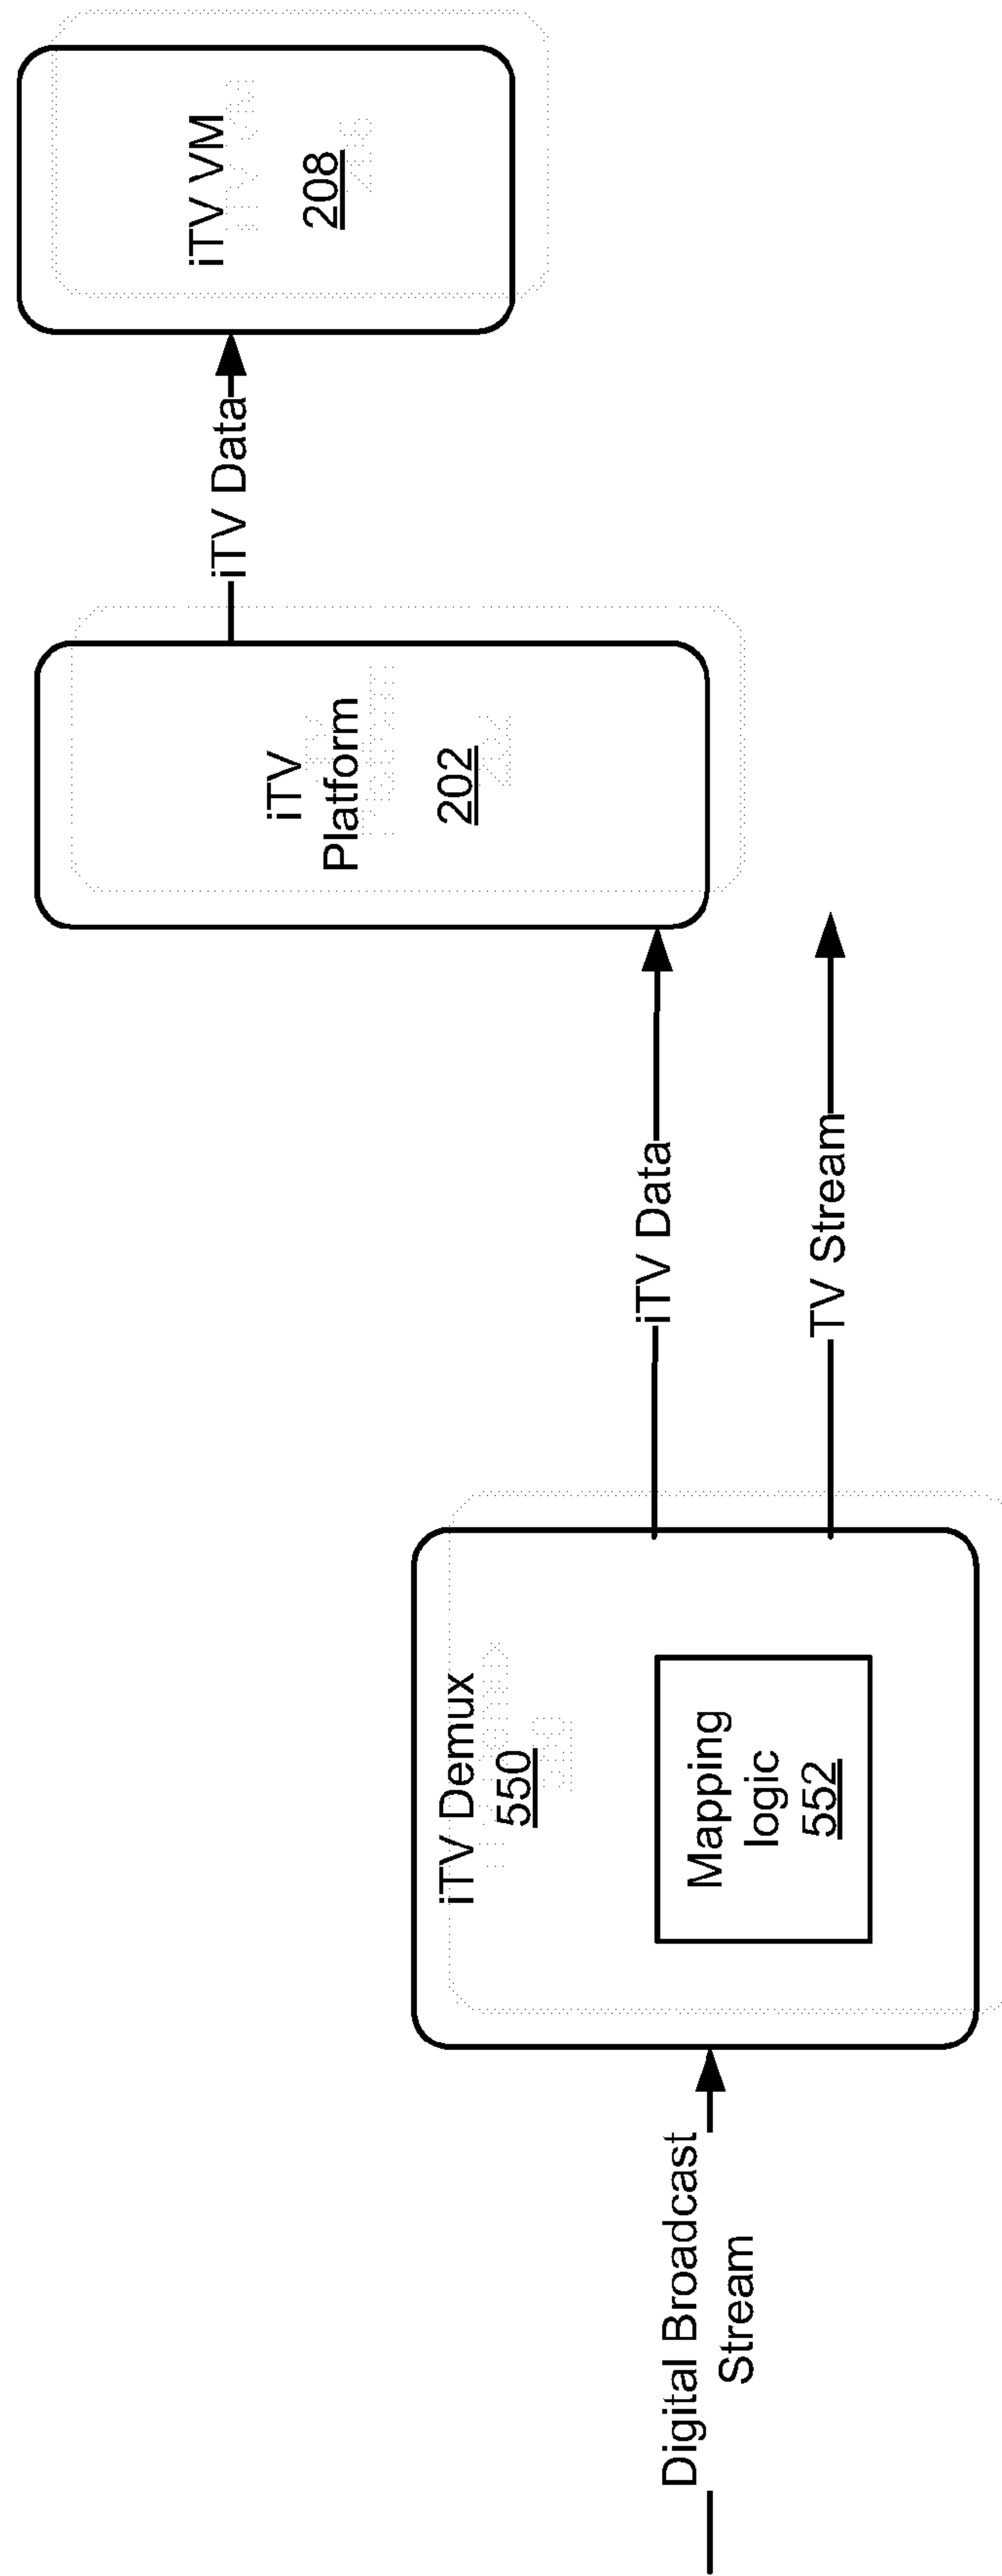 Digital Broadcast
Stream
iTV Demux
550
Mapping
logic
552
iTV Data
TV Stream
iTV
Platform
202
iTV Data
iTV VM
208